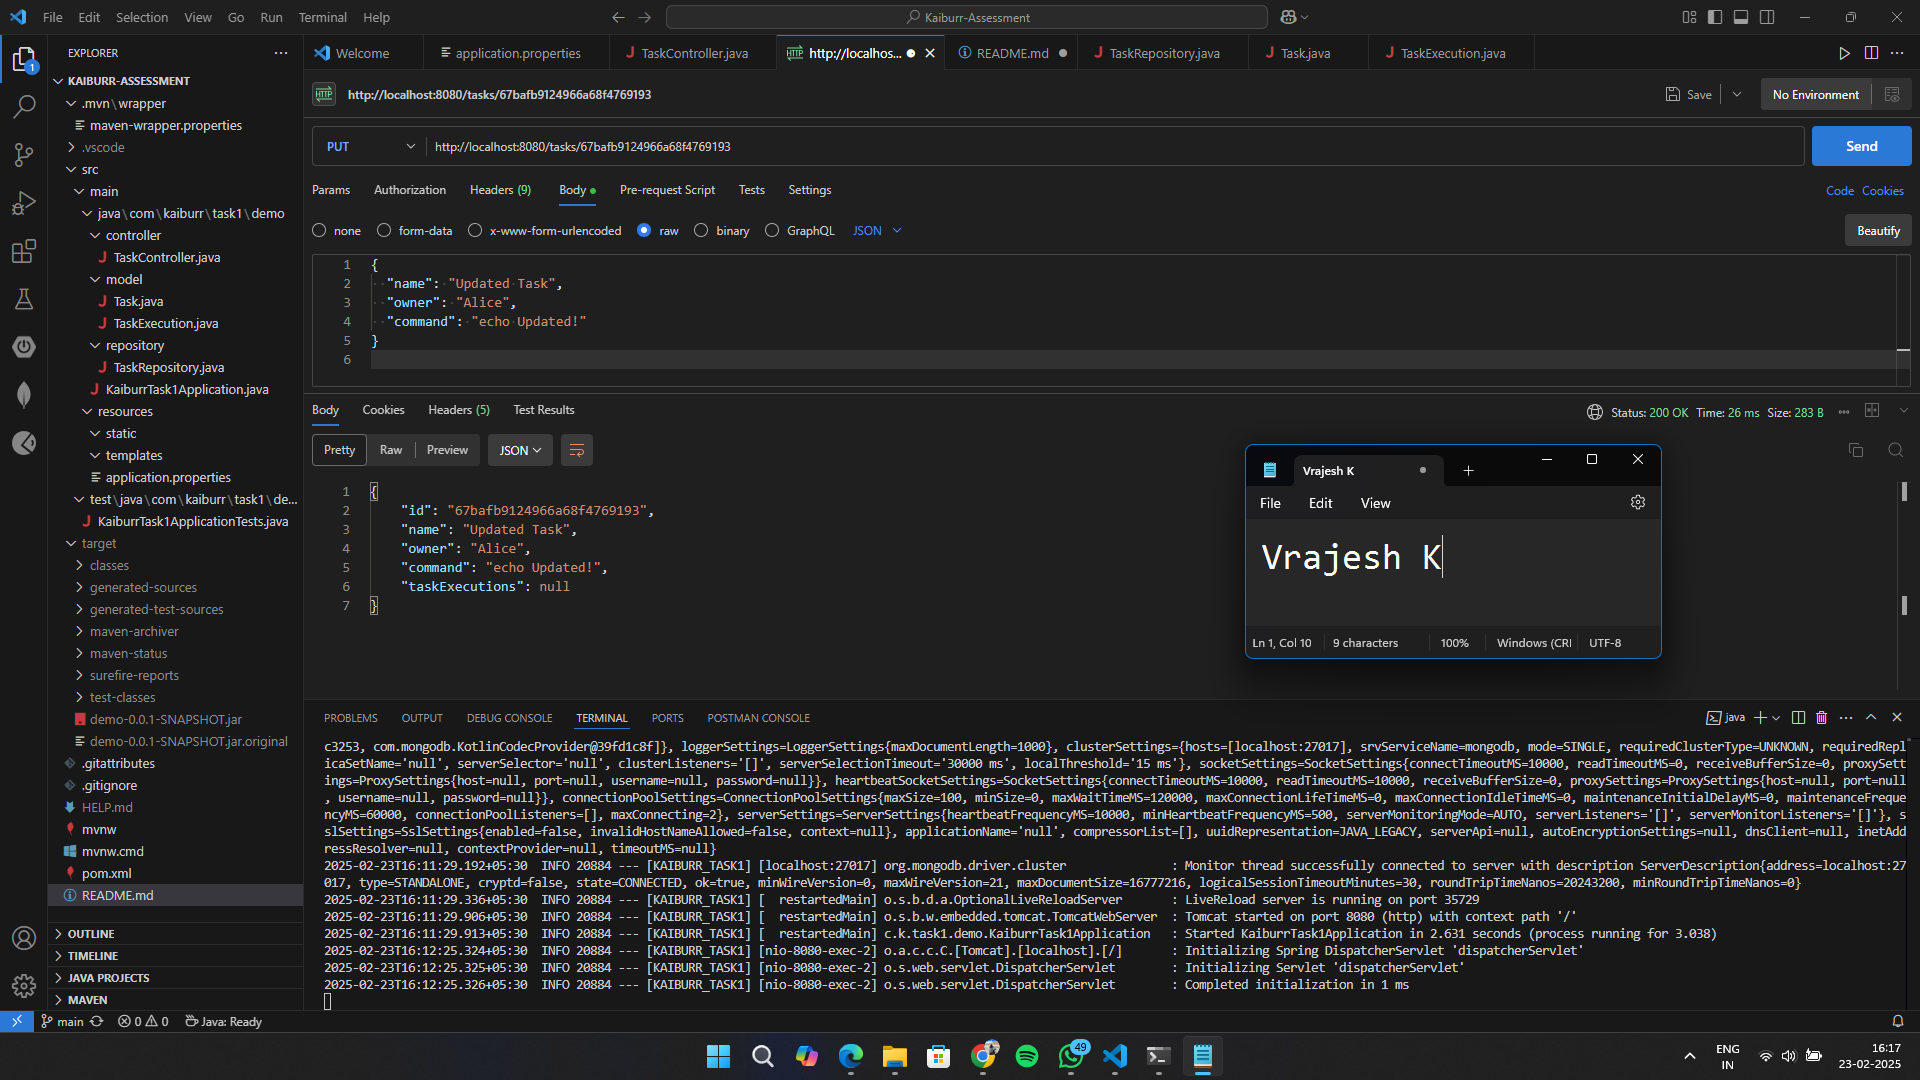 File Edit Selection View Go Run Terminal Help
Kaiburr-Assessment
EXPLORER
KAIBURR-ASSESSMENT
.mvn\wrapper
maven-wrapper.properties
.vscode
src
main
java\com\kaiburr\task1\demo
controller
TaskController.java
model
Task.java
TaskExecution.java
repository
TaskRepository.java
KaiburrTask1Application.java
resources
static
templates
application.properties
test\java\com\kaiburr\task1\de...
KaiburrTask1ApplicationTests.java
target
classes
generated-sources
generated-test-sources
maven-archiver
maven-status
surefire-reports
test-classes
demo-0.0.1-SNAPSHOT.jar
demo-0.0.1-SNAPSHOT.jar.original
.gitattributes
.gitignore
HELP.md
mvnw
mvnw.cmd
pom.xml
README.md
OUTLINE
TIMELINE
JAVA PROJECTS
MAVEN
Welcome application.properties TaskController.java http://localhos... README.md TaskRepository.java Task.java TaskExecution.java
HTTP http://localhost:8080/tasks/67bafb9124966a68f4769193 Save No Environment
PUT http://localhost:8080/tasks/67bafb9124966a68f4769193 Send
Params Authorization Headers (9) Body Pre-request Script Tests Settings Code Cookies
none form-data x-www-form-urlencoded raw binary GraphQL JSON Beautify
1 {
2 "name": "Updated Task",
3 "owner": "Alice",
4 "command": "echo Updated!"
5 }
6
Body Cookies Headers (5) Test Results Status: 200 OK Time: 26 ms Size: 283 B
Pretty Raw Preview JSON
1 {
2 "id": "67bafb9124966a68f4769193",
3 "name": "Updated Task",
4 "owner": "Alice",
5 "command": "echo Updated!",
6 "taskExecutions": null
7 }
Vrajesh K
File Edit View
Vrajesh K
Ln 1, Col 10 9 characters 100% Windows (CRI UTF-8
PROBLEMS OUTPUT DEBUG CONSOLE TERMINAL PORTS POSTMAN CONSOLE java
c3253, com.mongodb.KotlinCodecProvider@39fd1c8f]}, loggerSettings=LoggerSettings{maxDocumentLength=1000}, clusterSettings={hosts=[localhost:27017], srvServiceName=mongodb, mode=SINGLE, requiredClusterType=UNKNOWN, requiredRepl
icaSetName='null', serverSelector='null', clusterListeners='[]', serverSelectionTimeout='30000 ms', localThreshold='15 ms'}, socketSettings=SocketSettings{connectTimeoutMS=10000, readTimeoutMS=0, receiveBufferSize=0, proxySett
ings=ProxySettings{host=null, port=null, username=null, password=null}}, heartbeatSocketSettings=SocketSettings{connectTimeoutMS=10000, readTimeoutMS=10000, receiveBufferSize=0, proxySettings=ProxySettings{host=null, port=null
, username=null, password=null}}, connectionPoolSettings=ConnectionPoolSettings{maxSize=100, minSize=0, maxWaitTimeMS=120000, maxConnectionLifeTimeMS=0, maxConnectionIdleTimeMS=0, maintenanceInitialDelayMS=0, maintenanceFreque
ncyMS=60000, connectionPoolListeners=[], maxConnecting=2}, serverSettings=ServerSettings{heartbeatFrequencyMS=10000, minHeartbeatFrequencyMS=500, serverMonitoringMode=AUTO, serverListeners='[]', serverMonitorListeners='[]'}, s
slSettings=SslSettings{enabled=false, invalidHostNameAllowed=false, context=null}, applicationName='null', compressorList=[], uuidRepresentation=JAVA_LEGACY, serverApi=null, autoEncryptionSettings=null, dnsClient=null, inetAdd
ressResolver=null, contextProvider=null, timeoutMS=null}
2025-02-23T16:11:29.192+05:30 INFO 20884 --- [KAIBURR_TASK1] [localhost:27017] org.mongodb.driver.cluster : Monitor thread successfully connected to server with description ServerDescription{address=localhost:27
017, type=STANDALONE, cryptd=false, state=CONNECTED, ok=true, minWireVersion=0, maxWireVersion=21, maxDocumentSize=16777216, logicalSessionTimeoutMinutes=30, roundTripTimeNanos=20243200, minRoundTripTimeNanos=0}
2025-02-23T16:11:29.336+05:30 INFO 20884 --- [KAIBURR_TASK1] [ restartedMain] o.s.b.d.a.OptionalLiveReloadServer : LiveReload server is running on port 35729
2025-02-23T16:11:29.906+05:30 INFO 20884 --- [KAIBURR_TASK1] [ restartedMain] o.s.b.w.embedded.tomcat.TomcatWebServer : Tomcat started on port 8080 (http) with context path '/'
2025-02-23T16:11:29.913+05:30 INFO 20884 --- [KAIBURR_TASK1] [ restartedMain] c.k.task1.demo.KaiburrTask1Application : Started KaiburrTask1Application in 2.631 seconds (process running for 3.038)
2025-02-23T16:12:25.324+05:30 INFO 20884 --- [KAIBURR_TASK1] [nio-8080-exec-2] o.a.c.c.C.[Tomcat].[localhost].[/] : Initializing Spring DispatcherServlet 'dispatcherServlet'
2025-02-23T16:12:25.325+05:30 INFO 20884 --- [KAIBURR_TASK1] [nio-8080-exec-2] o.s.web.servlet.DispatcherServlet : Initializing Servlet 'dispatcherServlet'
2025-02-23T16:12:25.326+05:30 INFO 20884 --- [KAIBURR_TASK1] [nio-8080-exec-2] o.s.web.servlet.DispatcherServlet : Completed initialization in 1 ms
main 0 0 Java: Ready
49
ENG
IN
16:17
23-02-2025